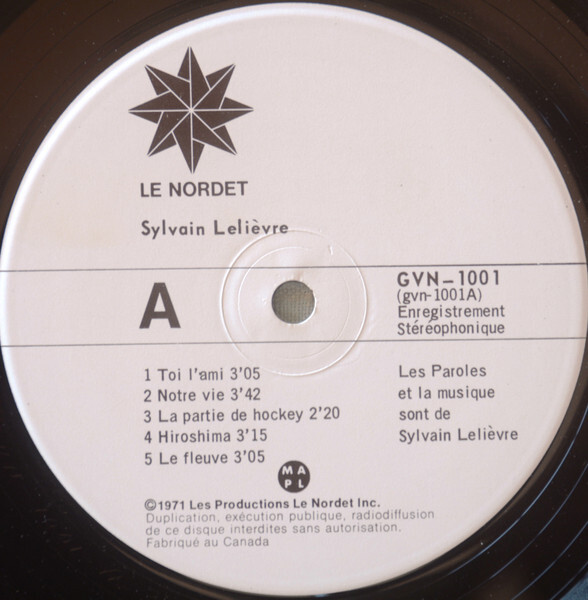 LE NORDET
Sylvain Lelièvre
A
GVN-1001
(gvn-1001A)
Enregistrement
Stéréophonique
1 Toi l'ami 3'05
2 Notre vie 3'42
3 La partie de hockey 2'20
4 Hiroshima 3'15
5 Le fleuve 3'05
Les Paroles
et la musique
sont de
Sylvain Lelièvre
M A
P L
©1971 Les Productions Le Nordet Inc.
Duplication, exécution publique, radiodiffusion
de ce disque interdites sans autorisation.
Fabriqué au Canada